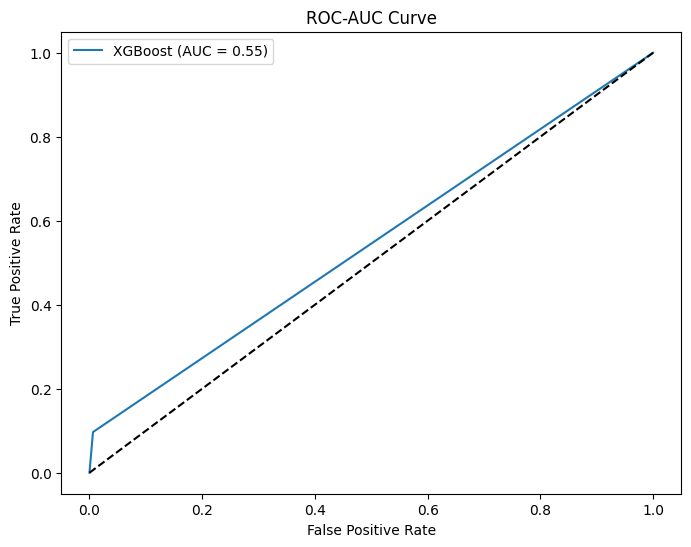 ROC-AUC Curve
XGBoost (AUC = 0.55)
True Positive Rate
1.0
0.8
0.6
0.4
0.2
0.0
0.0 0.2 0.4 0.6 0.8 1.0
False Positive Rate